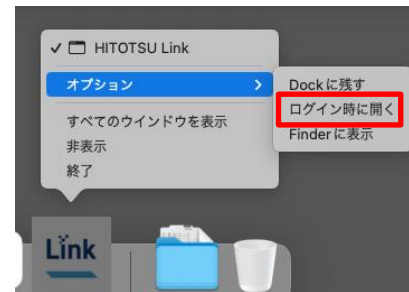 ✓ HITOTSU Link
オプション >
Dockに残す
ログイン時に開く
Finderに表示
すべてのウインドウを表示
非表示
終了
Link